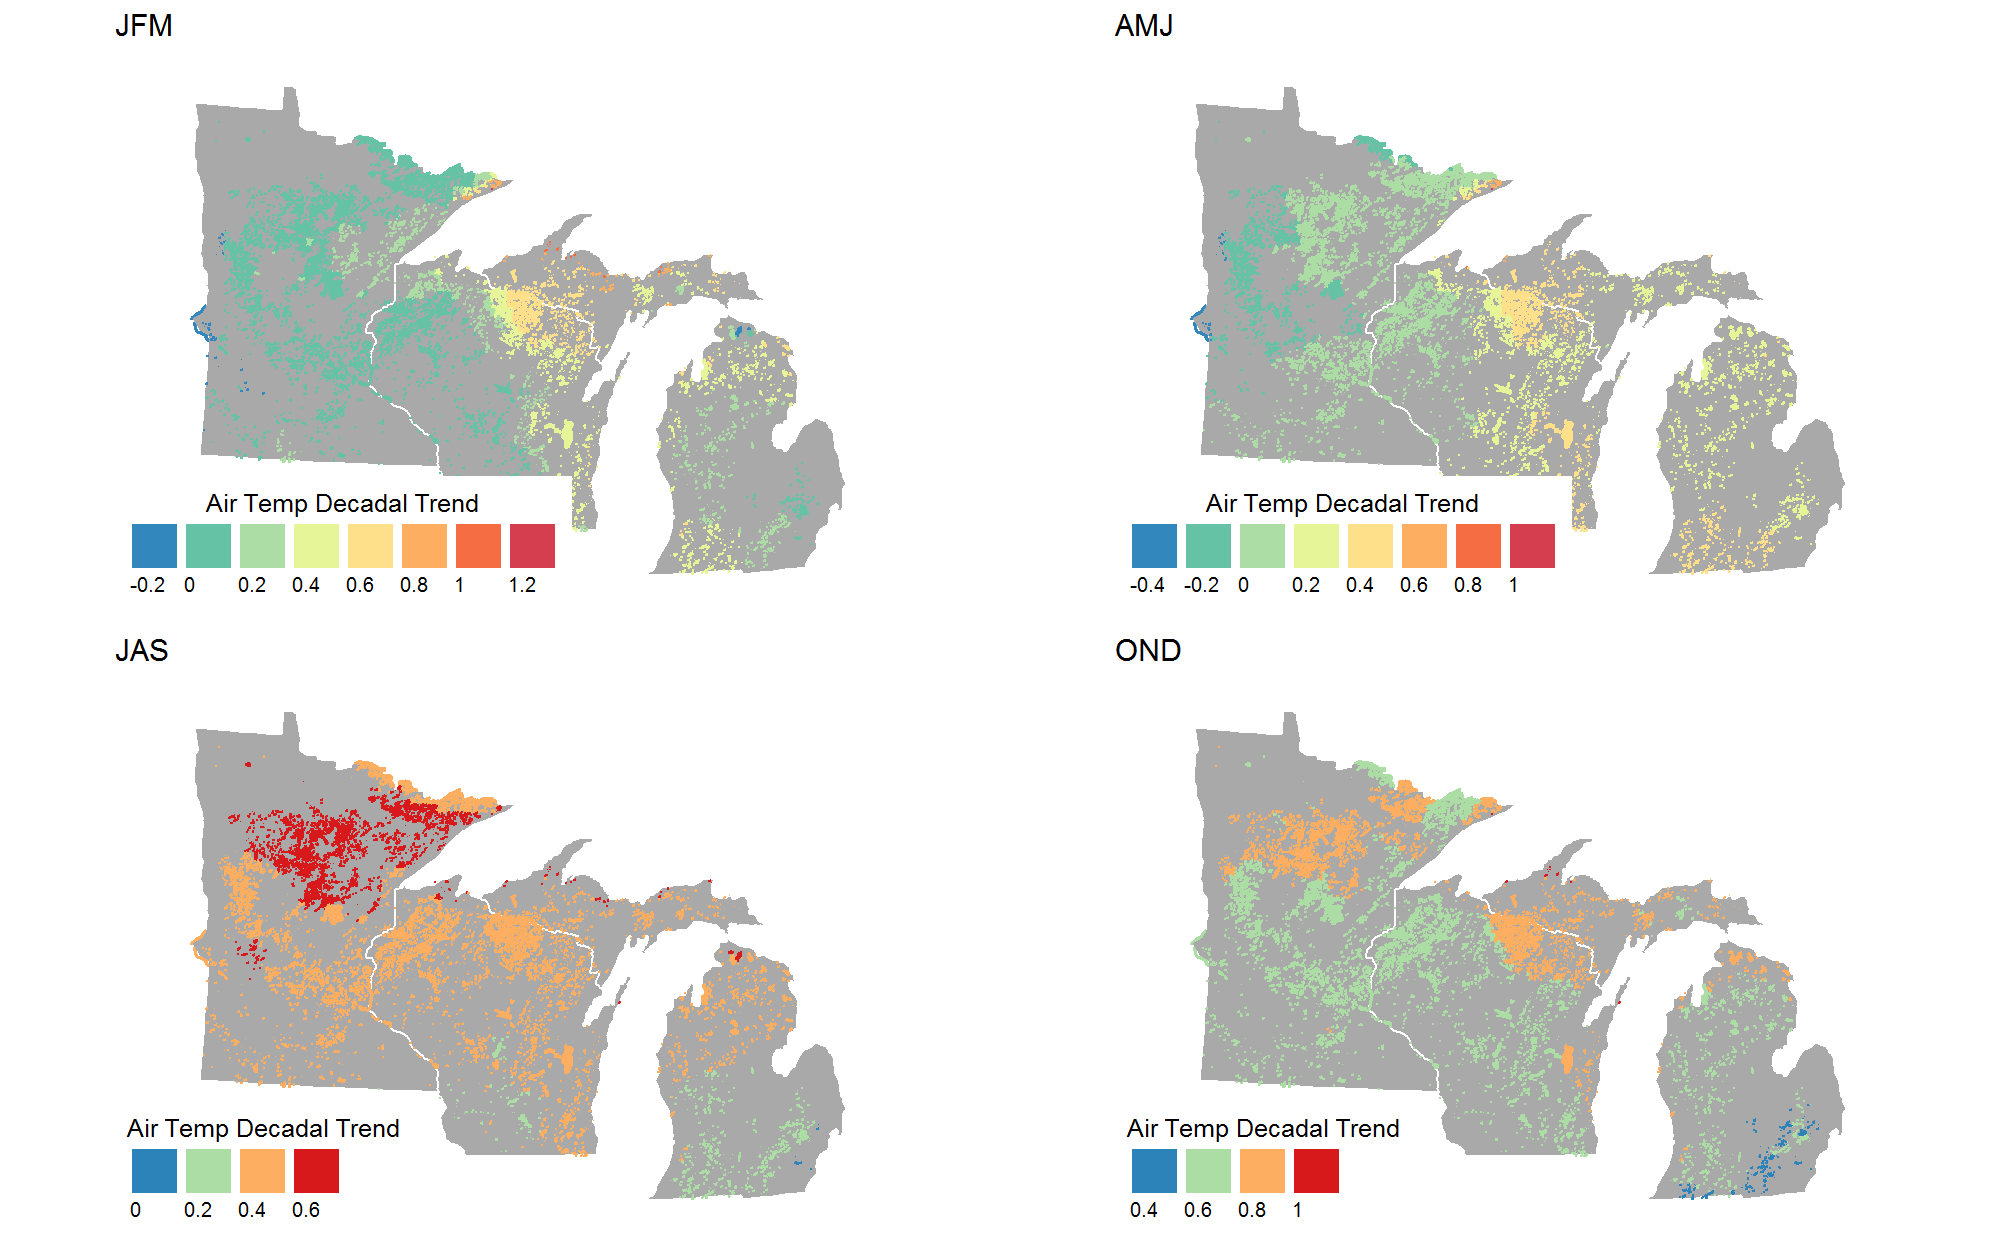 JFM
AMJ
Air Temp Decadal Trend
-0.2 0 0.2 0.4 0.6 0.8 1 1.2
Air Temp Decadal Trend
-0.4 -0.2 0 0.2 0.4 0.6 0.8 1
JAS
OND
Air Temp Decadal Trend
0 0.2 0.4 0.6
Air Temp Decadal Trend
0.4 0.6 0.8 1